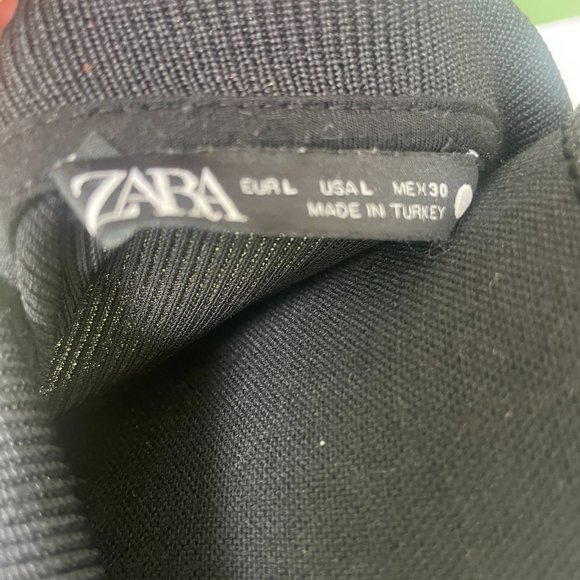 ZARA EUR L USA L MEX 30
MADE IN TURKEY